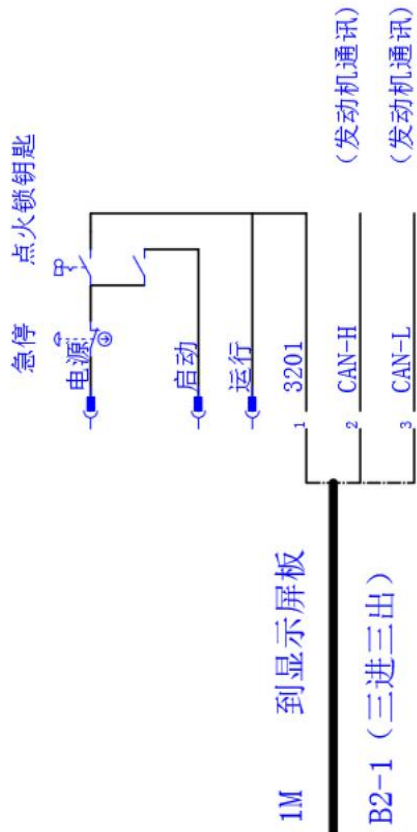 急停
点火锁钥匙
电源
启动
运行
1
3201
2
CAN-H
（发动机通讯）
3
CAN-L
（发动机通讯）
1M
到显示屏板
B2-1（三进三出）